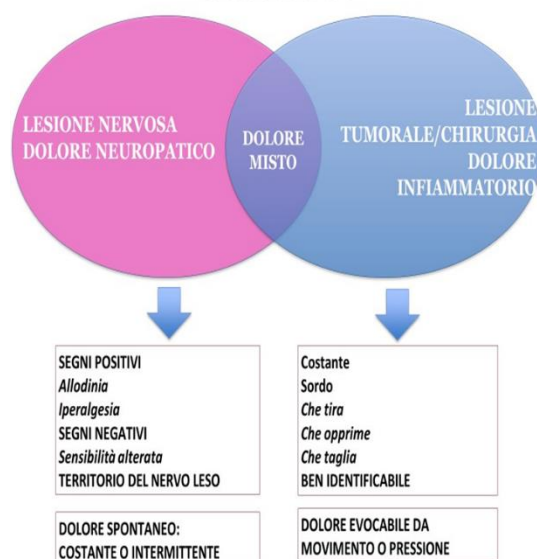 LESIONE NERVOSA
DOLORE NEUROPATICO
DOLORE
MISTO
LESIONE
TUMORALE/CHIRURGIA
DOLORE
INFIAMMATORIO
SEGNI POSITIVI
Allodinia
Iperalgesia
SEGNI NEGATIVI
Sensibilità alterata
TERRITORIO DEL NERVO LESO
Costante
Sordo
Che tira
Che opprime
Che taglia
BEN IDENTIFICABILE
DOLORE SPONTANEO:
COSTANTE O INTERMITTENTE
DOLORE EVOCABILE DA
MOVIMENTO O PRESSIONE